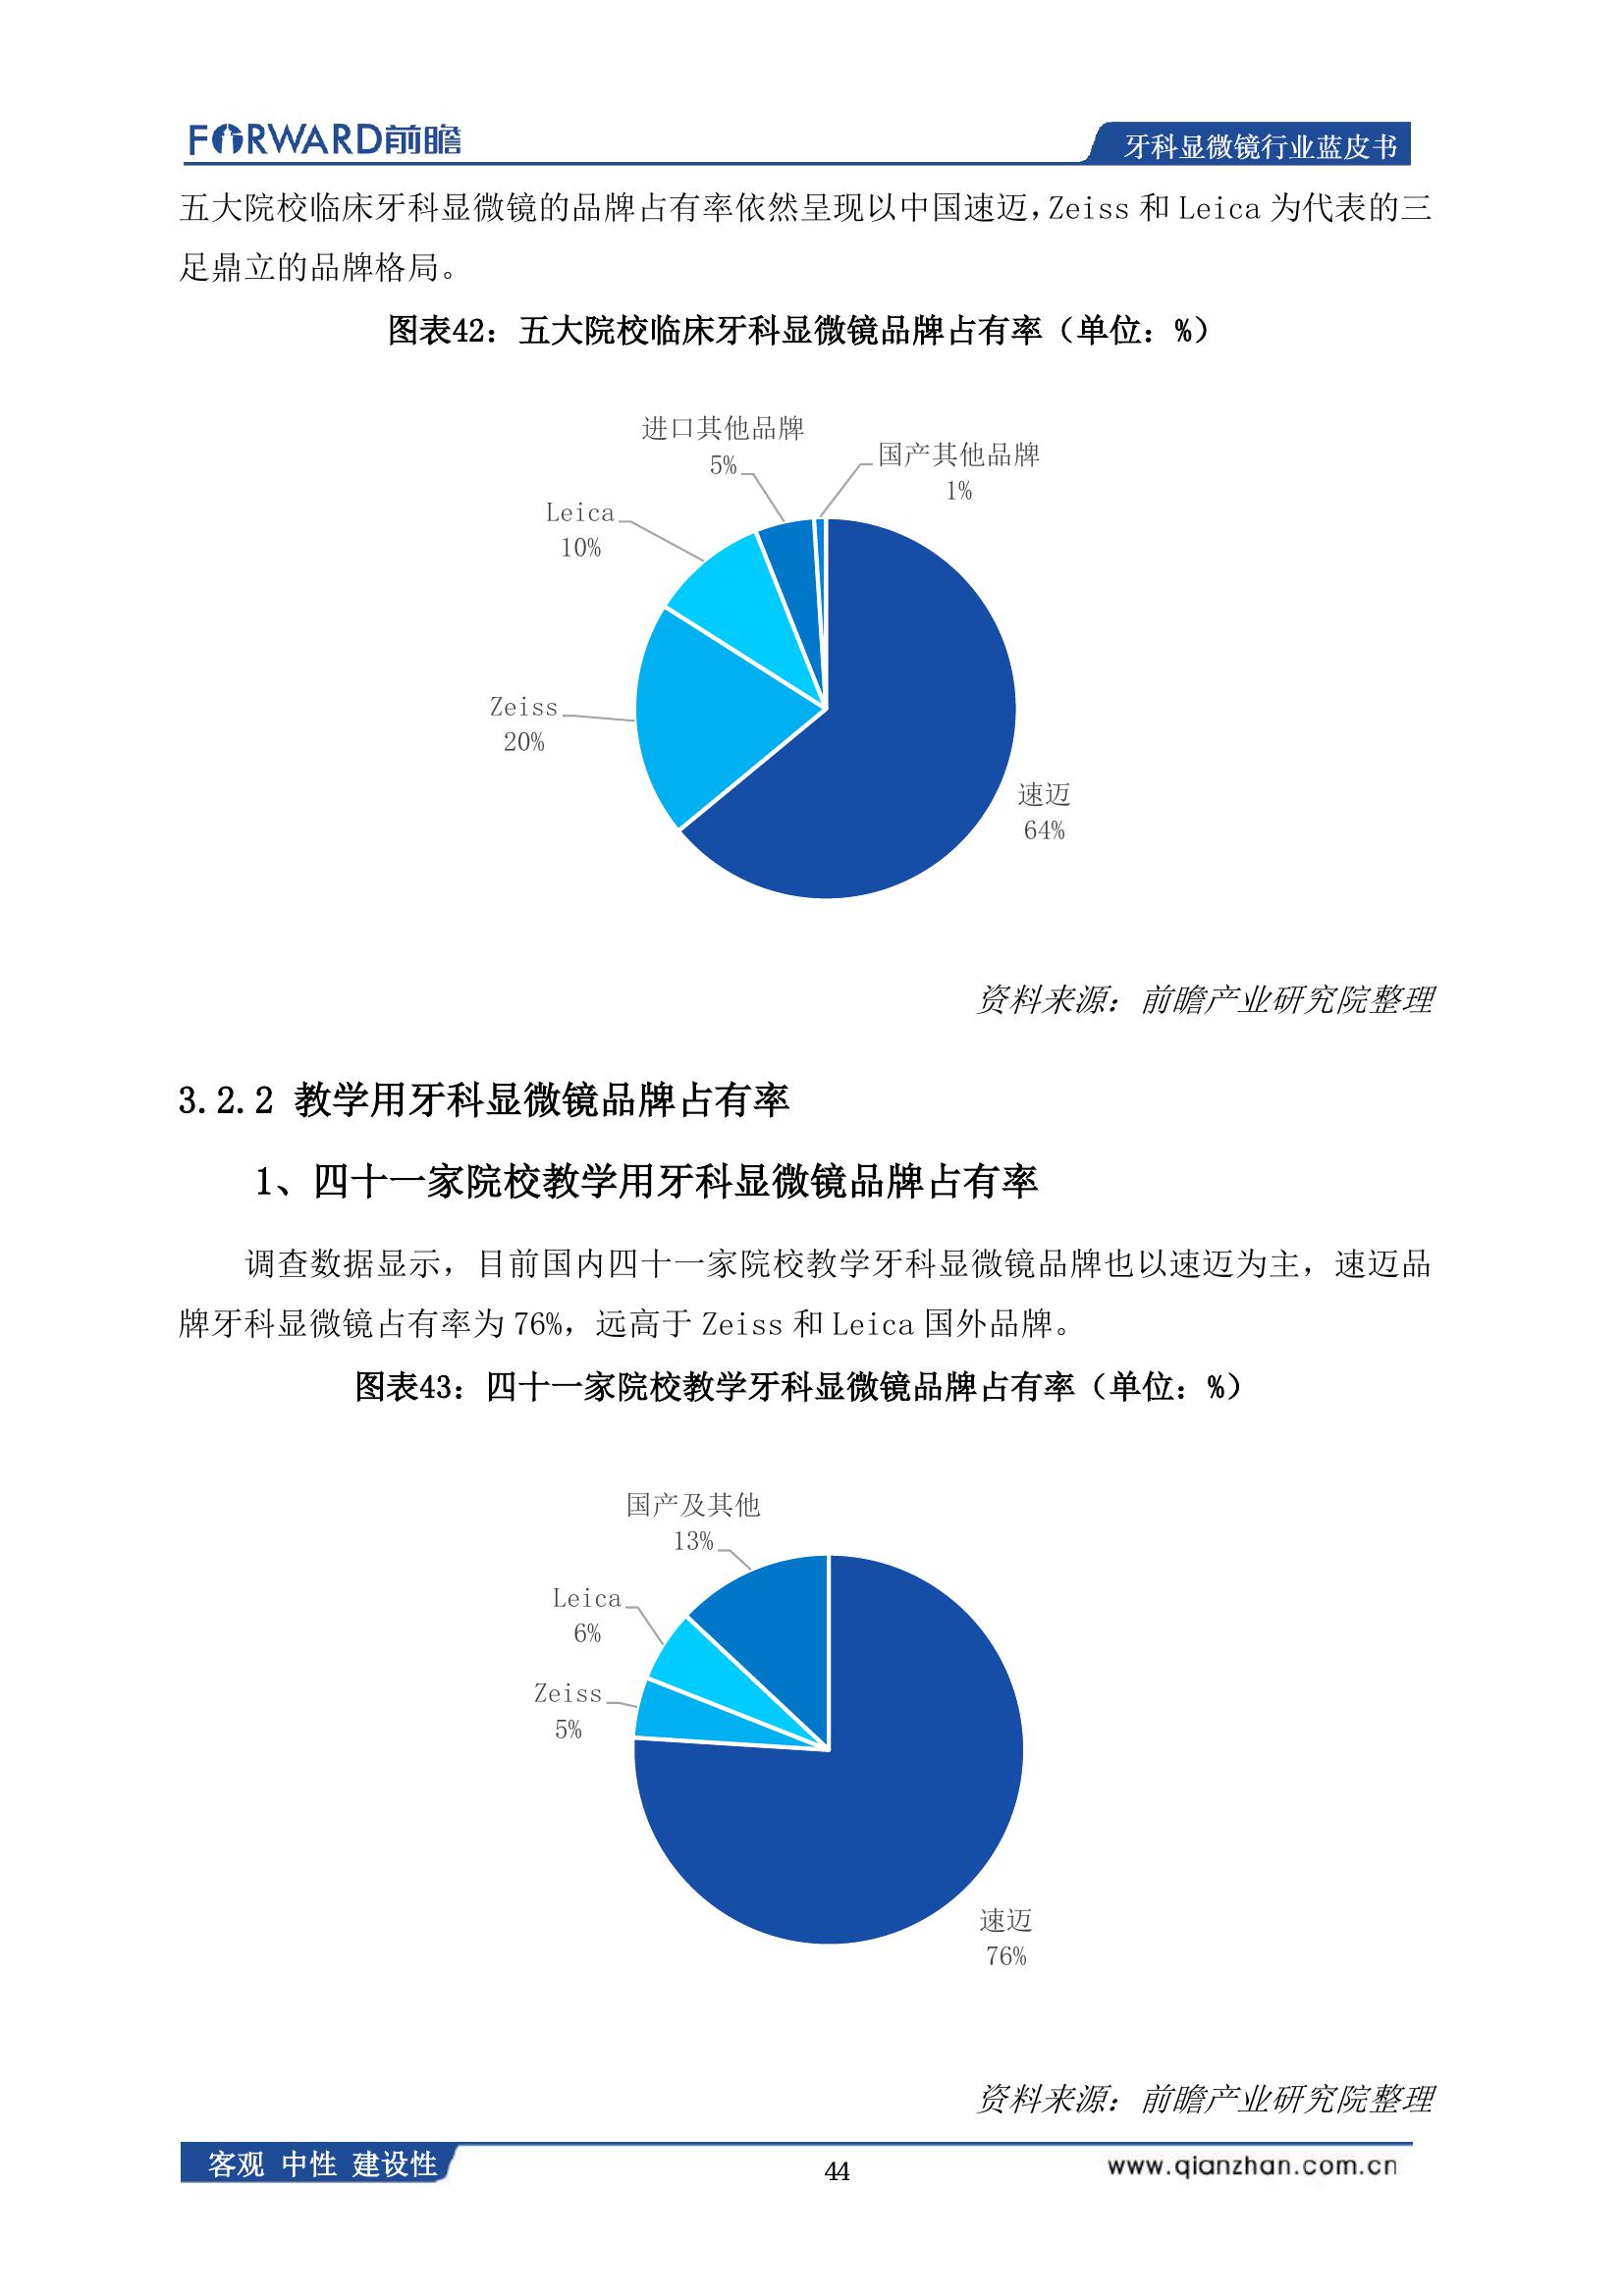 FORWARD前瞻
牙科显微镜行业蓝皮书
五大院校临床牙科显微镜的品牌占有率依然呈现以中国速迈，Zeiss 和 Leica 为代表的三
足鼎立的品牌格局。
图表42：五大院校临床牙科显微镜品牌占有率（单位：%）
进口其他品牌
5%
国产其他品牌
1%
Leica
10%
Zeiss
20%
速迈
64%
资料来源：前瞻产业研究院整理
3.2.2 教学用牙科显微镜品牌占有率
1、四十一家院校教学用牙科显微镜品牌占有率
调查数据显示，目前国内四十一家院校教学牙科显微镜品牌也以速迈为主，速迈品
牌牙科显微镜占有率为 76%，远高于 Zeiss 和 Leica 国外品牌。
图表43：四十一家院校教学牙科显微镜品牌占有率（单位：%）
国产及其他
13%
Leica
6%
Zeiss
5%
速迈
76%
资料来源：前瞻产业研究院整理
客观 中性 建设性
44
www.qianzhan.com.cn